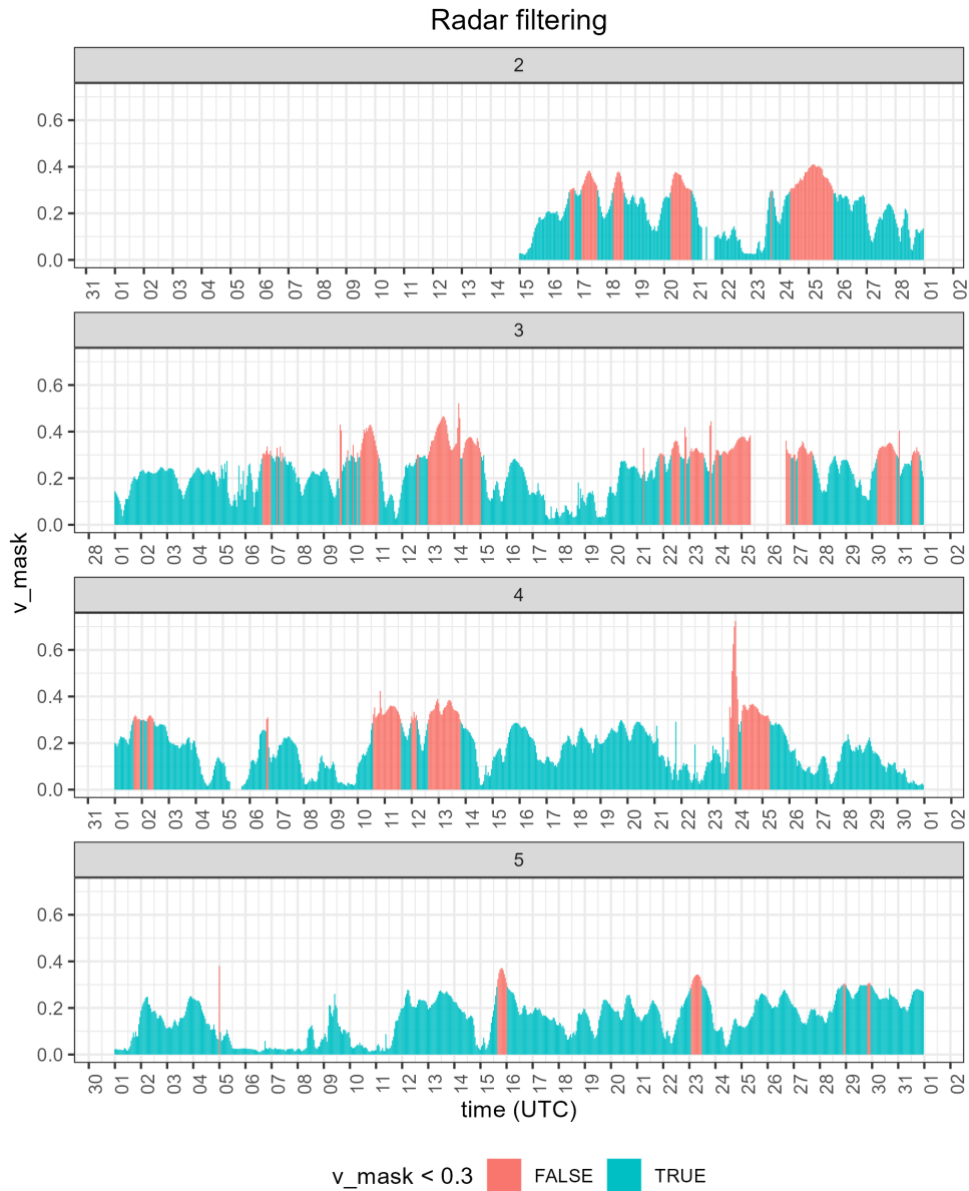 Radar filtering
2
0.6
0.4
0.2
0.0
31 01 02 03 04 05 06 07 08 09 10 11 12 13 14 15 16 17 18 19 20 21 22 23 24 25 26 27 28 01 02
3
0.6
0.4
0.2
0.0
28 01 02 03 04 05 06 07 08 09 10 11 12 13 14 15 16 17 18 19 20 21 22 23 24 25 26 27 28 29 30 31 01 02
v_mask
4
0.6
0.4
0.2
0.0
31 01 02 03 04 05 06 07 08 09 10 11 12 13 14 15 16 17 18 19 20 21 22 23 24 25 26 27 28 29 30 01 02
5
0.6
0.4
0.2
0.0
30 01 02 03 04 05 06 07 08 09 10 11 12 13 14 15 16 17 18 19 20 21 22 23 24 25 26 27 28 29 30 31 01 02
time (UTC)
v_mask < 0.3 FALSE TRUE